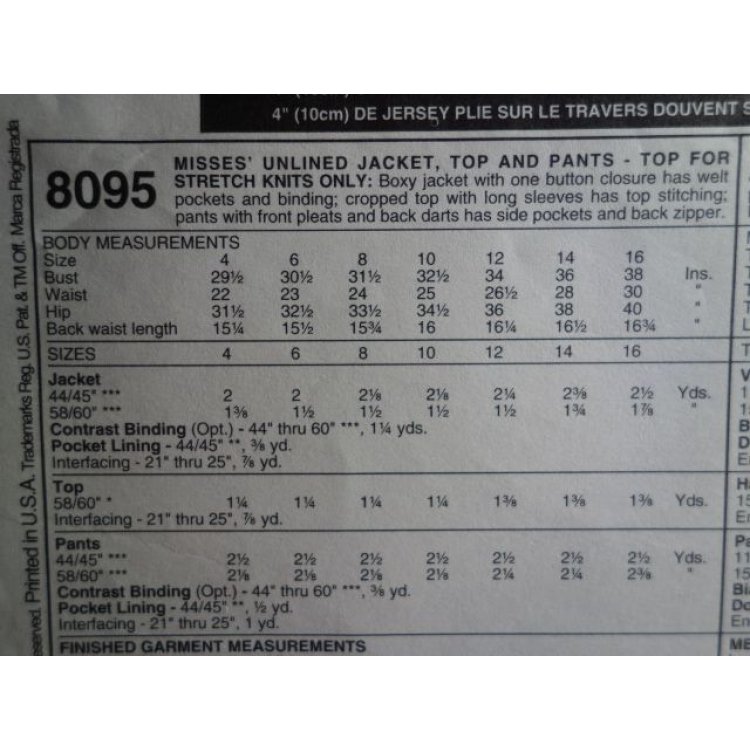 4" (10cm) DE JERSEY PLIE SUR LE TRAVERS DOUVENT S
8095
MISSES' UNLINED JACKET, TOP AND PANTS - TOP FOR
STRETCH KNITS ONLY: Boxy jacket with one button closure has welt
pockets and binding; cropped top with long sleeves has top stitching;
pants with front pleats and back darts has side pockets and back zipper.
BODY MEASUREMENTS
Size 4 6 8 10 12 14 16
Bust 29½ 30½ 31½ 32½ 34 36 38 Ins.
Waist 22 23 24 25 26½ 28 30 "
Hip 31½ 32½ 33½ 34½ 36 38 40 "
Back waist length 15¼ 15½ 15¾ 16 16¼ 16½ 16¾ "
SIZES 4 6 8 10 12 14 16
Jacket
44/45" *** 2 2 2⅛ 2⅛ 2¼ 2⅜ 2½ Yds.
58/60" *** 1⅜ 1½ 1½ 1½ 1½ 1¾ 1⅞ "
Contrast Binding (Opt.) - 44" thru 60" ***, 1¼ yds.
Pocket Lining - 44/45" **, ⅜ yd.
Interfacing - 21" thru 25", ⅞ yd.
Top
58/60" * 1¼ 1¼ 1¼ 1¼ 1⅜ 1⅜ 1⅜ Yds.
Interfacing - 21" thru 25", ⅞ yd.
Pants
44/45" *** 2½ 2½ 2½ 2½ 2½ 2½ 2½ Yds.
58/60" *** 2⅛ 2⅛ 2⅛ 2⅛ 2¼ 2¼ 2⅜ "
Contrast Binding (Opt.) - 44" thru 60" ***, ⅜ yd.
Pocket Lining - 44/45" **, ½ yd.
Interfacing - 21" thru 25", 1 yd.
FINISHED GARMENT MEASUREMENTS
eserved. Printed in U.S.A. Trademarks Reg. U.S. Pat. & TM Off. Marca Registrada